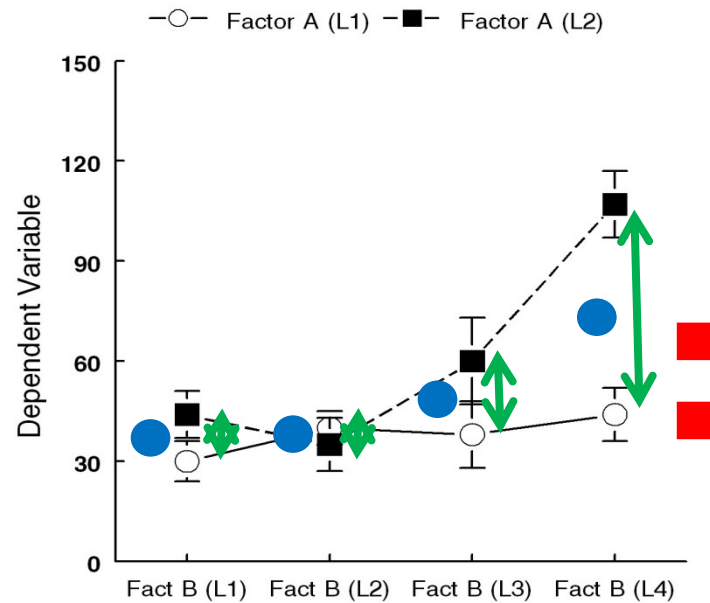 Factor A (L1) Factor A (L2)
150
120
90
60
30
0
Dependent Variable
Fact B (L1) Fact B (L2) Fact B (L3) Fact B (L4)